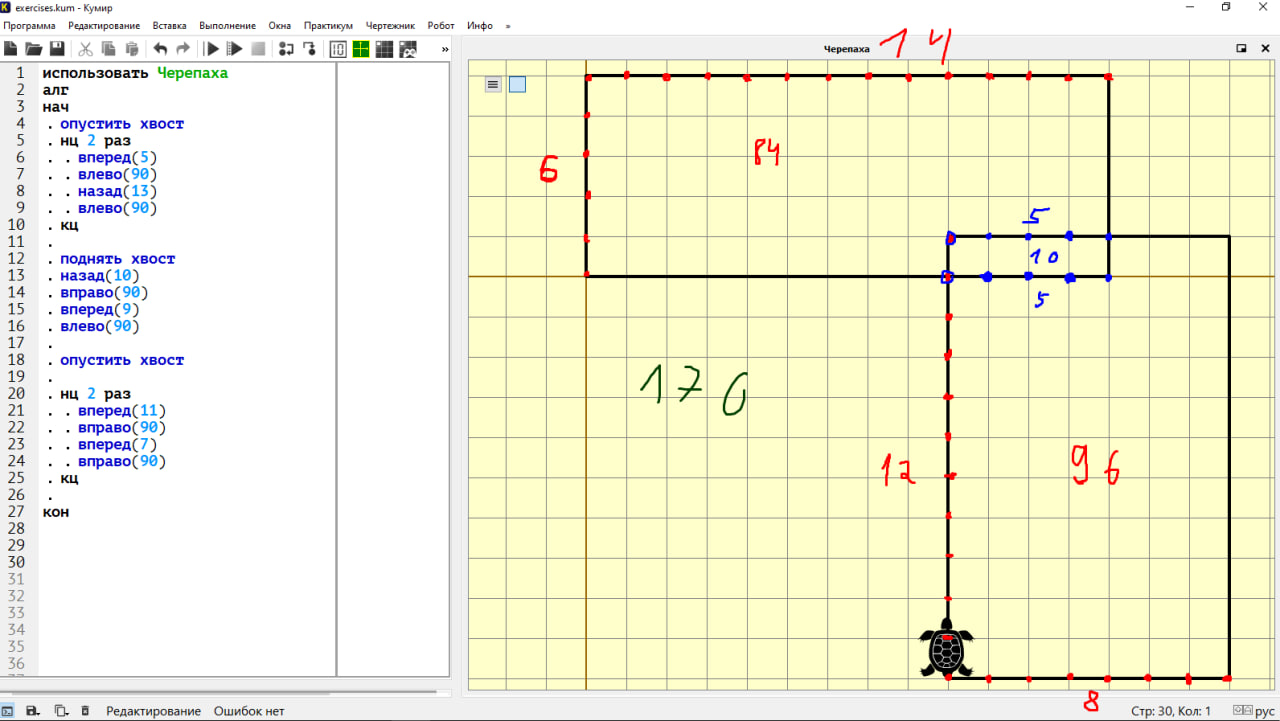 exercises.kum - Кумир
Программа Редактирование Вставка Выполнение Окна Практикум Чертежник Робот Инфо »
»
1 использовать Черепаха
2 алг
3 нач
4 . опустить хвост
5 . нц 2 раз
6 . . вперед(5)
7 . . влево(90)
8 . . назад(13)
9 . . влево(90)
10 . кц
11 .
12 . поднять хвост
13 . назад(10)
14 . вправо(90)
15 . вперед(9)
16 . влево(90)
17 .
18 . опустить хвост
19 .
20 . нц 2 раз
21 . . вперед(11)
22 . . вправо(90)
23 . . вперед(7)
24 . . вправо(90)
25 . кц
26 .
27 кон
28
29
30
31
32
33
34
35
36
Черепаха
14
6
84
5
10
5
176
12
96
8
Редактирование Ошибок нет Стр: 30, Кол: 1 рус